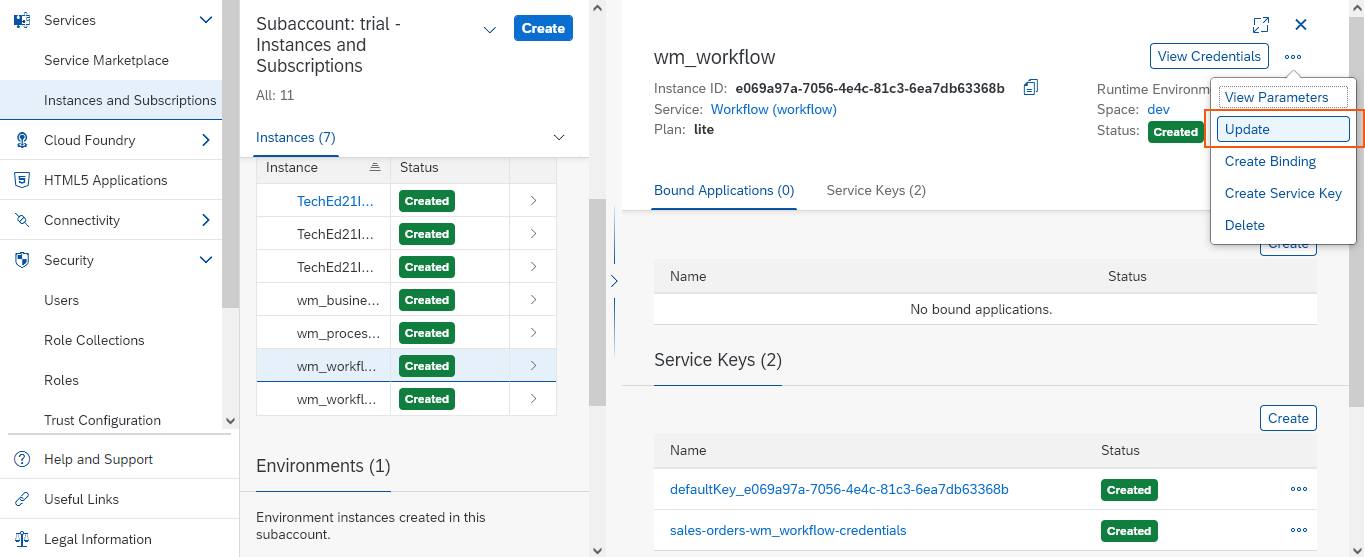 Services
Service Marketplace
Instances and Subscriptions
Cloud Foundry
HTML5 Applications
Connectivity
Security
Users
Role Collections
Roles
Trust Configuration
Help and Support
Useful Links
Legal Information
Subaccount: trial -
Instances and
Subscriptions
Create
All: 11
Instances (7)
Instance Status
TechEd21I... Created
TechEd21I... Created
TechEd21I... Created
wm_busine... Created
wm_proces... Created
wm_workfl... Created
wm_workfl... Created
Environments (1)
Environment instances created in this
subaccount.
wm_workflow
View Credentials
Instance ID: e069a97a-7056-4e4c-81c3-6ea7db63368b
Service: Workflow (workflow)
Plan: lite
Runtime Environm
Space: dev
Status: Created
View Parameters
Update
Create Binding
Create Service Key
Delete
Bound Applications (0) Service Keys (2)
Create
Name Status
No bound applications.
Service Keys (2)
Create
Name Status
defaultKey_e069a97a-7056-4e4c-81c3-6ea7db63368b Created
sales-orders-wm_workflow-credentials Created